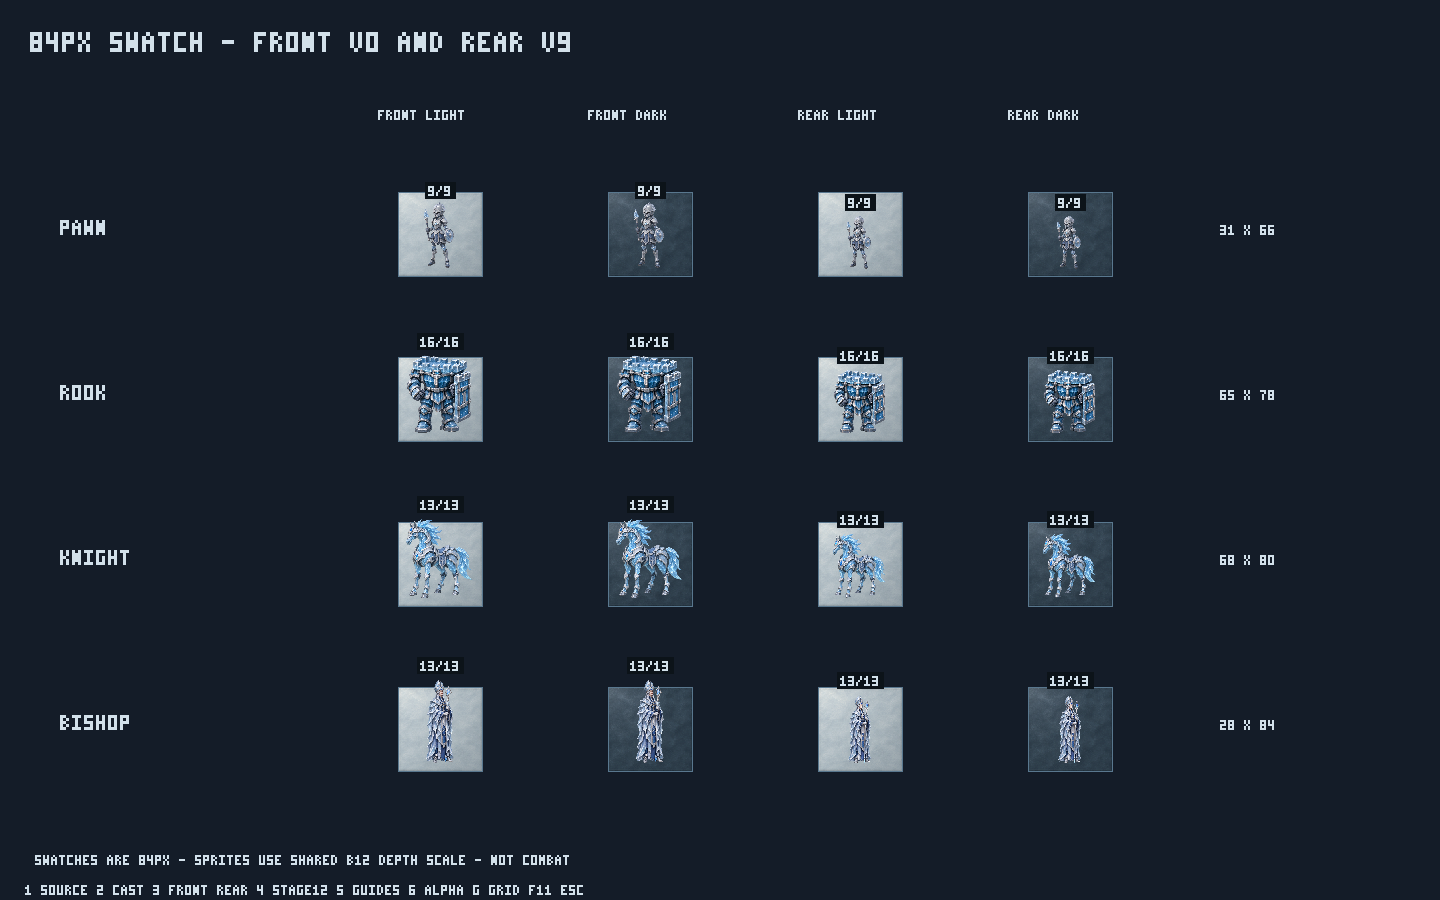 84PX SWATCH - FRONT V0 AND REAR V9
FRONT LIGHT FRONT DARK REAR LIGHT REAR DARK
9/9 9/9 9/9 9/9
PAWN 31 X 66
16/16 16/16 16/16 16/16
ROOK 65 X 78
13/13 13/13 13/13 13/13
KNIGHT 68 X 80
13/13 13/13 13/13 13/13
BISHOP 28 X 84
SWATCHES ARE 84PX - SPRITES USE SHARED B12 DEPTH SCALE - NOT COMBAT
1 SOURCE 2 CAST 3 FRONT REAR 4 STAGE12 5 GUIDES 6 ALPHA G GRID F11 ESC